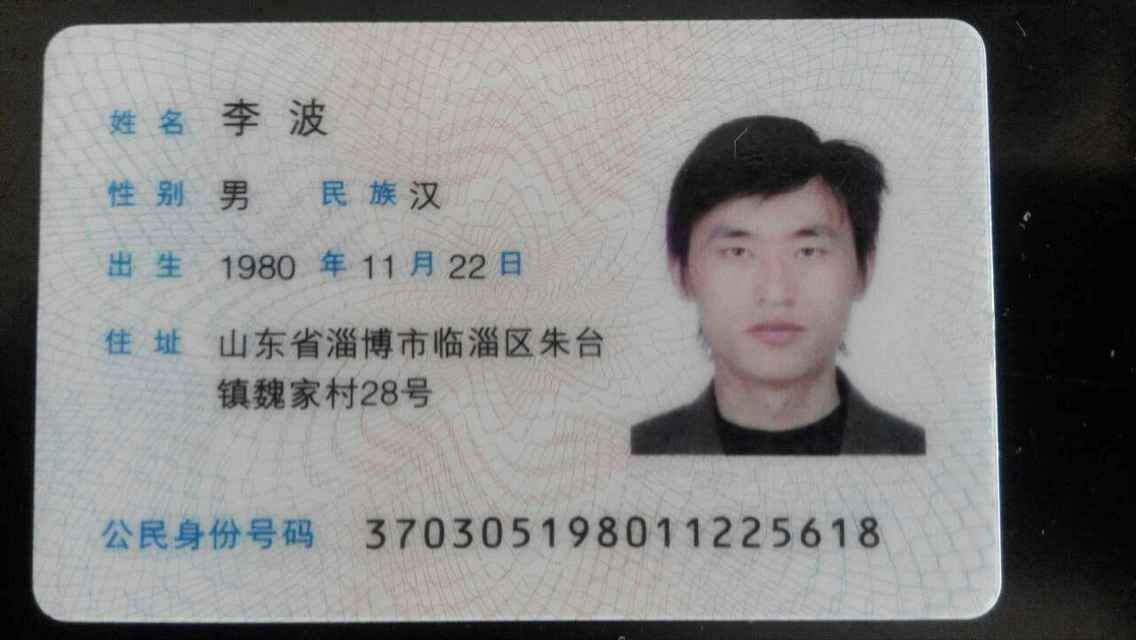 姓名 李波
性别 男 民族 汉
出生 1980 年 11 月 22 日
住址 山东省淄博市临淄区朱台
镇魏家村28号
公民身份号码 370305198011225618